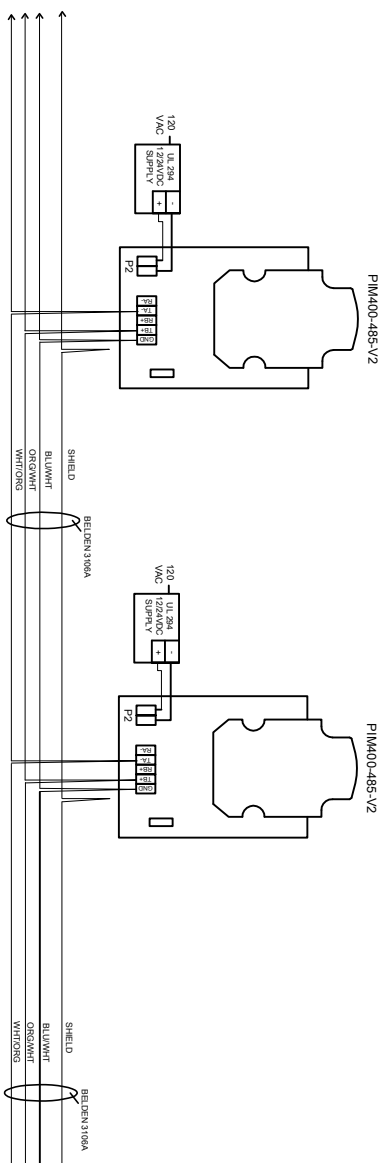 PIM400-485-V2
120
VAC
UL 294
12/24VDC
SUPPLY
-
+
P2
RA-
TA-
RB+
TB+
GND
SHIELD
BLU/WHT
ORG/WHT
WHT/ORG
BELDEN 3106A
PIM400-485-V2
120
VAC
UL 294
12/24VDC
SUPPLY
-
+
P2
RA-
TA-
RB+
TB+
GND
SHIELD
BLU/WHT
ORG/WHT
WHT/ORG
BELDEN 3106A